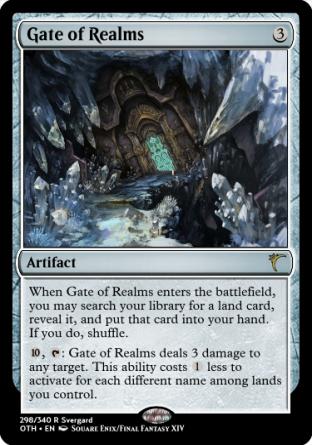 Gate of Realms 3
Artifact
When Gate of Realms enters the battlefield,
you may search your library for a land card,
reveal it, and put that card into your hand.
If you do, shuffle.
10, : Gate of Realms deals 3 damage to
any target. This ability costs 1 less to
activate for each different name among lands
you control.
298/340 R Svergard
OTH • EN Square Enix/Final Fantasy XIV